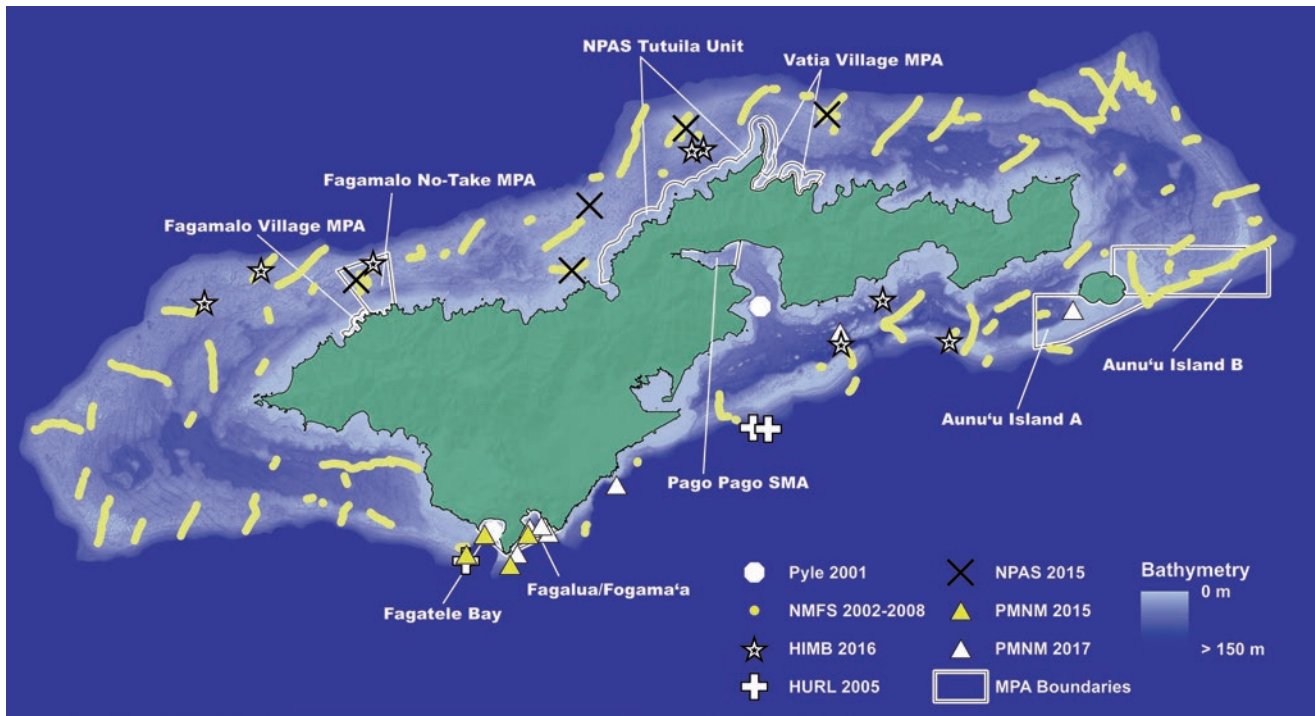 NPAS Tutuila Unit
Vatia Village MPA
Fagamalo No-Take MPA
Fagamalo Village MPA
Aunu‘u Island B
Aunu‘u Island A
Pago Pago SMA
Fagalua/Fogama‘a
Fagatele Bay
Pyle 2001
NMFS 2002-2008
HIMB 2016
HURL 2005
NPAS 2015
PMNM 2015
PMNM 2017
MPA Boundaries
Bathymetry
0 m
> 150 m